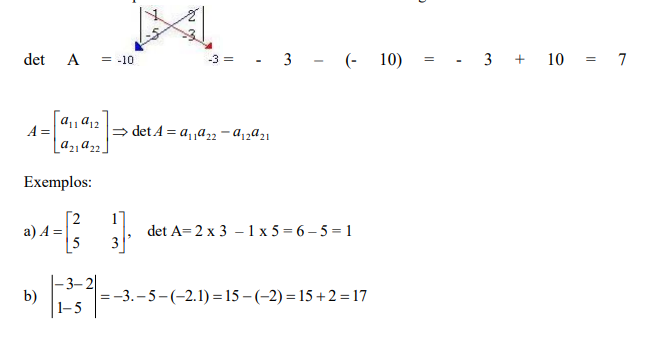 1 2
-5 -3
det A = -10 -3 = - 3 – (- 10) = - 3 + 10 = 7
A = [a₁₁ a₁₂
a₂₁ a₂₂] ⇒ det A = a₁₁a₂₂ − a₁₂a₂₁
Exemplos:
a) A = [2 1
5 3], det A= 2 x 3 – 1 x 5 = 6 – 5 = 1
b) |−3−2
1−5| = −3.−5−(−2.1) = 15−(−2) = 15+2 = 17